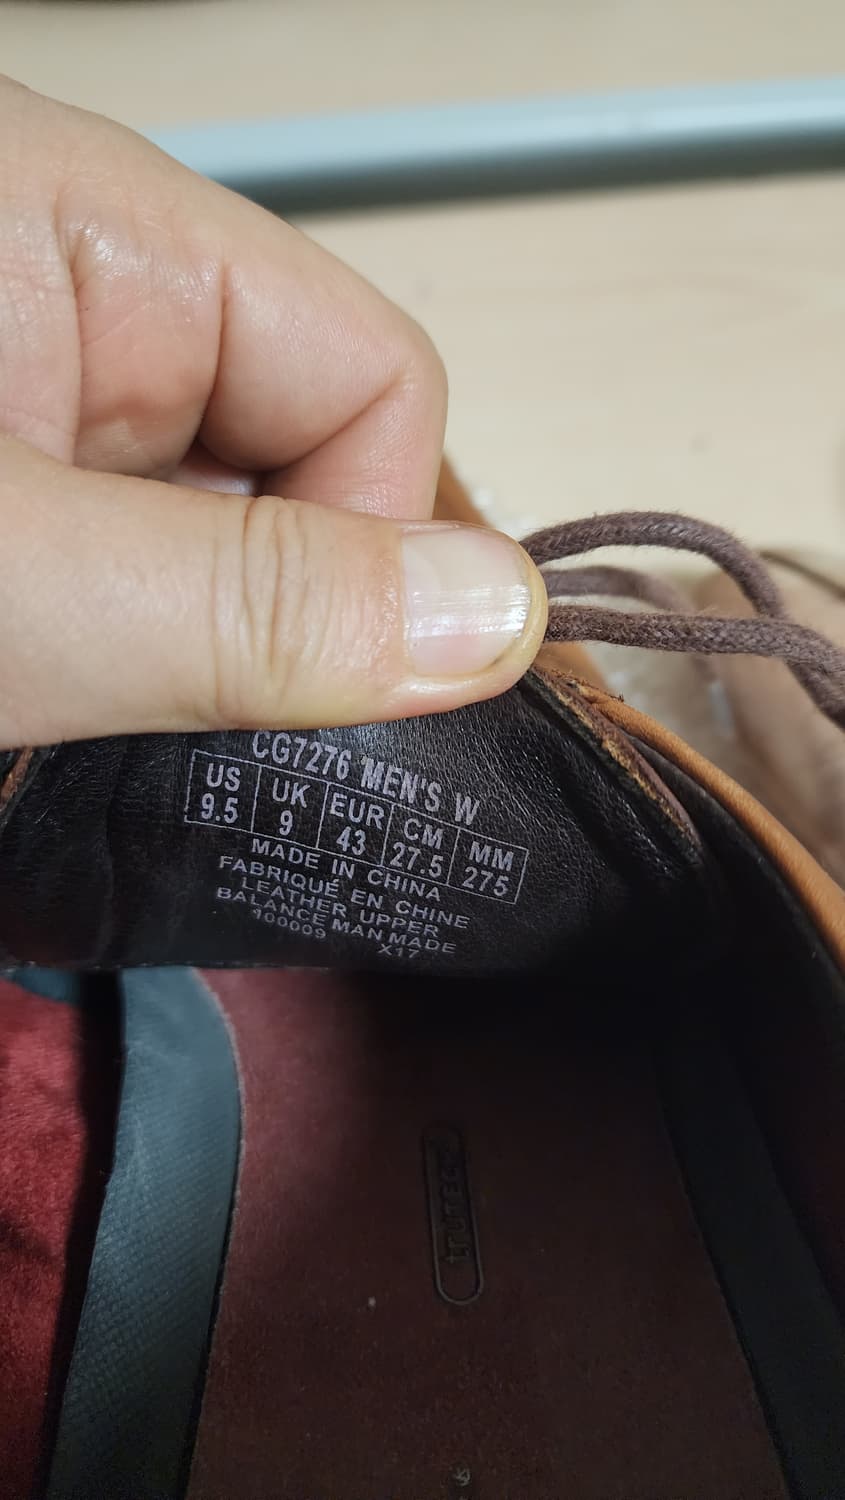 CG7276 MEN'S W
US UK EUR CM MM
9.5 9 43 27.5 275
MADE IN CHINA
FABRIQUÉ EN CHINE
LEATHER UPPER
BALANCE MAN MADE
100009 X17